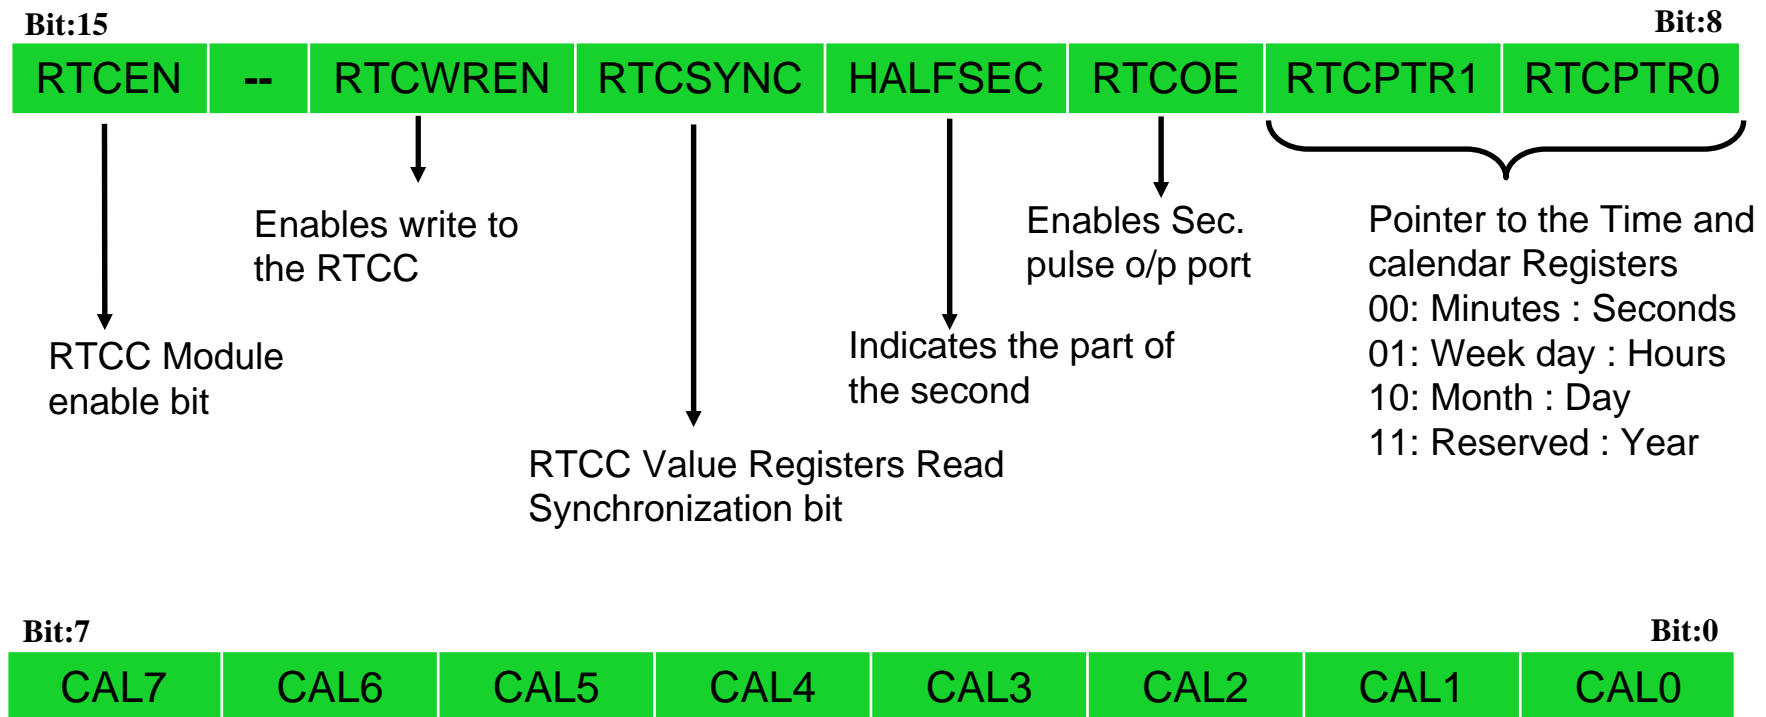 Bit:15 Bit:8
RTCEN -- RTCWREN RTCSYNC HALFSEC RTCOE RTCPTR1 RTCPTR0
Enables write to
the RTCC
Enables Sec.
pulse o/p port
Pointer to the Time and
calendar Registers
00: Minutes : Seconds
01: Week day : Hours
10: Month : Day
11: Reserved : Year
RTCC Module
enable bit
Indicates the part of
the second
RTCC Value Registers Read
Synchronization bit
Bit:7 Bit:0
CAL7 CAL6 CAL5 CAL4 CAL3 CAL2 CAL1 CAL0